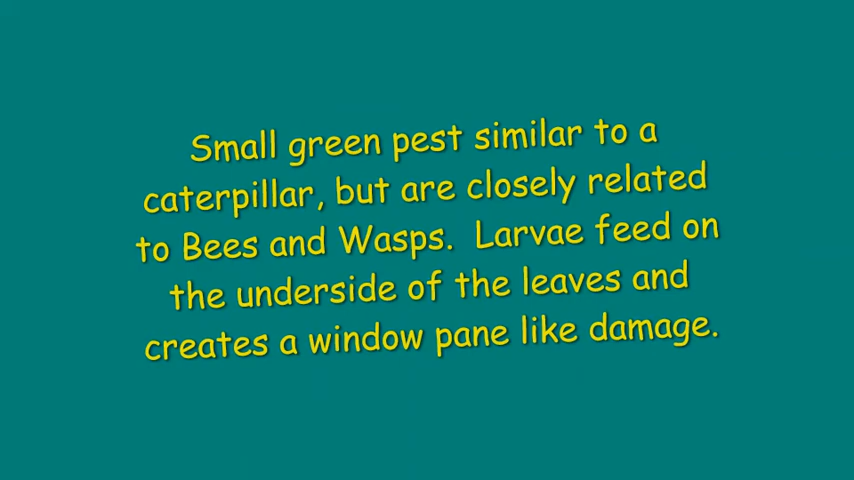 Small green pest similar to a
caterpillar, but are closely related
to Bees and Wasps.  Larvae feed on
the underside of the leaves and
creates a window pane like damage.